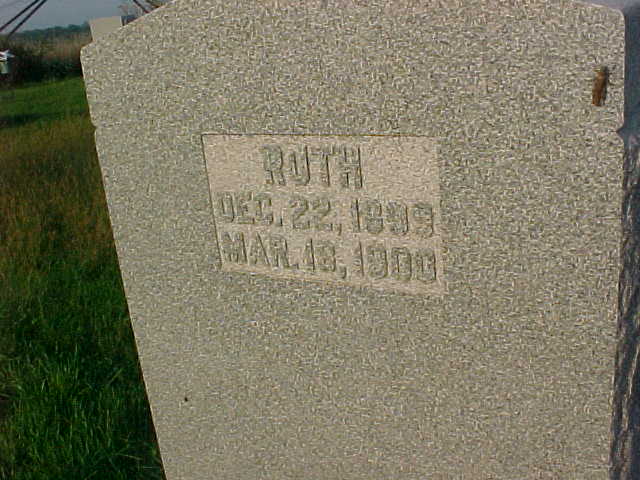 RUTH
DEC. 22, 1899
MAR. 18, 1900